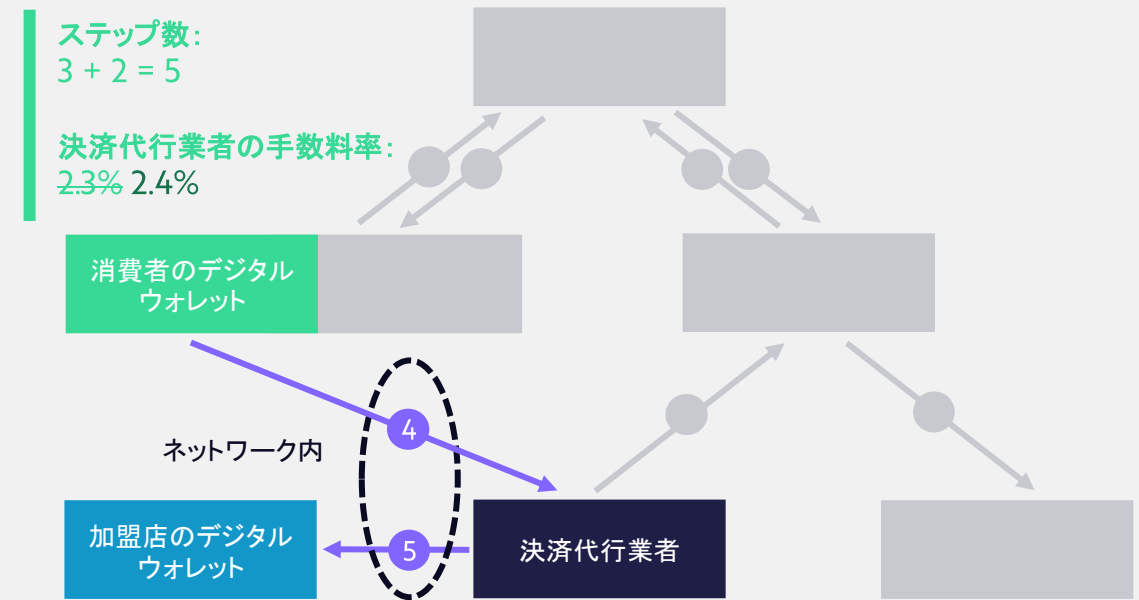 ステップ数:
3 + 2 = 5
決済代行業者の手数料率:
2.3% 2.4%
消費者のデジタル
ウォレット
4
ネットワーク内
加盟店のデジタル
ウォレット
5
決済代行業者